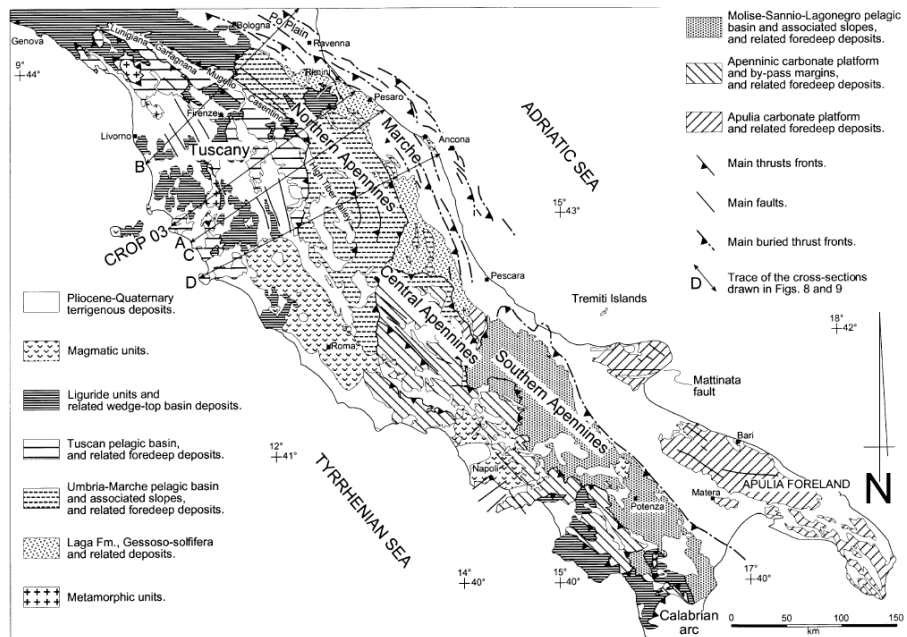 Genova
Bologna
Po Plain
Ravenna
9°
44°
Lunigiana
Garfagnana
Mugello
Casentino
Rimini
Pesaro
Firenze
Livorno
Tuscany
Northern Apennines
Marche
Ancona
High Tiber Valley
ADRIATIC SEA
B
CROP 03
A
C
D
15°
43°
Pescara
Tremiti Islands
Central Apennines
Roma
18°
42°
Southern Apennines
Mattinata
fault
12°
41°
Bari
TYRRHENIAN SEA
Napoli
Matera
APULIA FORELAND
Potenza
N
14°
40°
15°
40°
17°
40°
Calabrian
arc
0 50 100 150
km
Pliocene-Quaternary
terrigenous deposits.
Magmatic units.
Liguride units and
related wedge-top basin deposits.
Tuscan pelagic basin,
and related foredeep deposits.
Umbria-Marche pelagic basin
and associated slopes,
and related foredeep deposits.
Laga Fm., Gessoso-solfifera
and related deposits.
Metamorphic units.
Molise-Sannio-Lagonegro pelagic
basin and associated slopes,
and related foredeep deposits.
Apenninic carbonate platform
and by-pass margins,
and related foredeep deposits.
Apulia carbonate platform
and related foredeep deposits.
Main thrusts fronts.
Main faults.
Main buried thrust fronts.
D
Trace of the cross-sections
drawn in Figs. 8 and 9